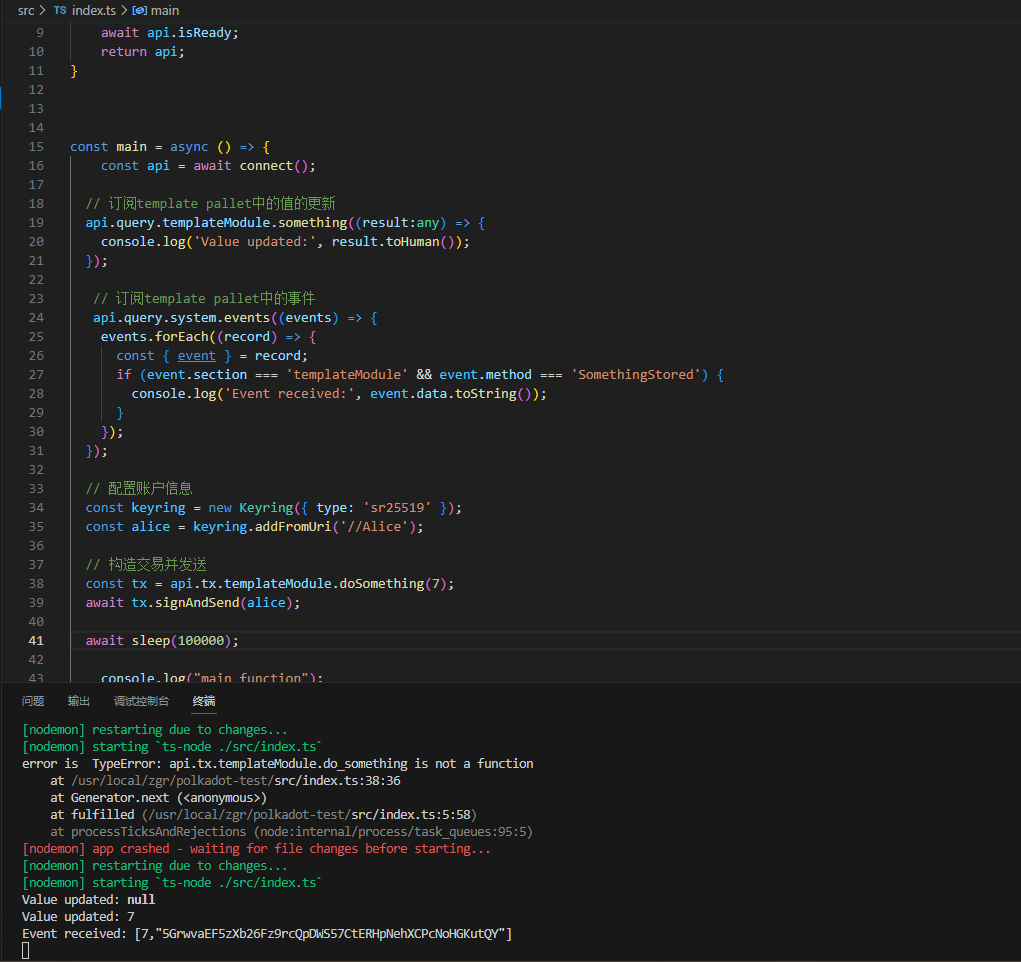 src > TS index.ts > main
9 await api.isReady;
10 return api;
11 }
12
13
14
15 const main = async () => {
16 const api = await connect();
17
18 // 订阅template pallet中的值的更新
19 api.query.templateModule.something((result:any) => {
20 console.log('Value updated:', result.toHuman());
21 });
22
23 // 订阅template pallet中的事件
24 api.query.system.events((events) => {
25 events.forEach((record) => {
26 const { event } = record;
27 if (event.section === 'templateModule' && event.method === 'SomethingStored') {
28 console.log('Event received:', event.data.toString());
29 }
30 });
31 });
32
33 // 配置账户信息
34 const keyring = new Keyring({ type: 'sr25519' });
35 const alice = keyring.addFromUri('//Alice');
36
37 // 构造交易并发送
38 const tx = api.tx.templateModule.doSomething(7);
39 await tx.signAndSend(alice);
40
41 await sleep(100000);
42
43 console.log("main function");
问题 输出 调试控制台 终端
[nodemon] restarting due to changes...
[nodemon] starting `ts-node ./src/index.ts`
error is  TypeError: api.tx.templateModule.do_something is not a function
at /usr/local/zgr/polkadot-test/src/index.ts:38:36
at Generator.next (<anonymous>)
at fulfilled (/usr/local/zgr/polkadot-test/src/index.ts:5:58)
at processTicksAndRejections (node:internal/process/task_queues:95:5)
[nodemon] app crashed - waiting for file changes before starting...
[nodemon] restarting due to changes...
[nodemon] starting `ts-node ./src/index.ts`
Value updated: null
Value updated: 7
Event received: [7,"5GrwvaEF5zXb26Fz9rcQpDWS57CtERHpNehXCPcNoHGKutQY"]